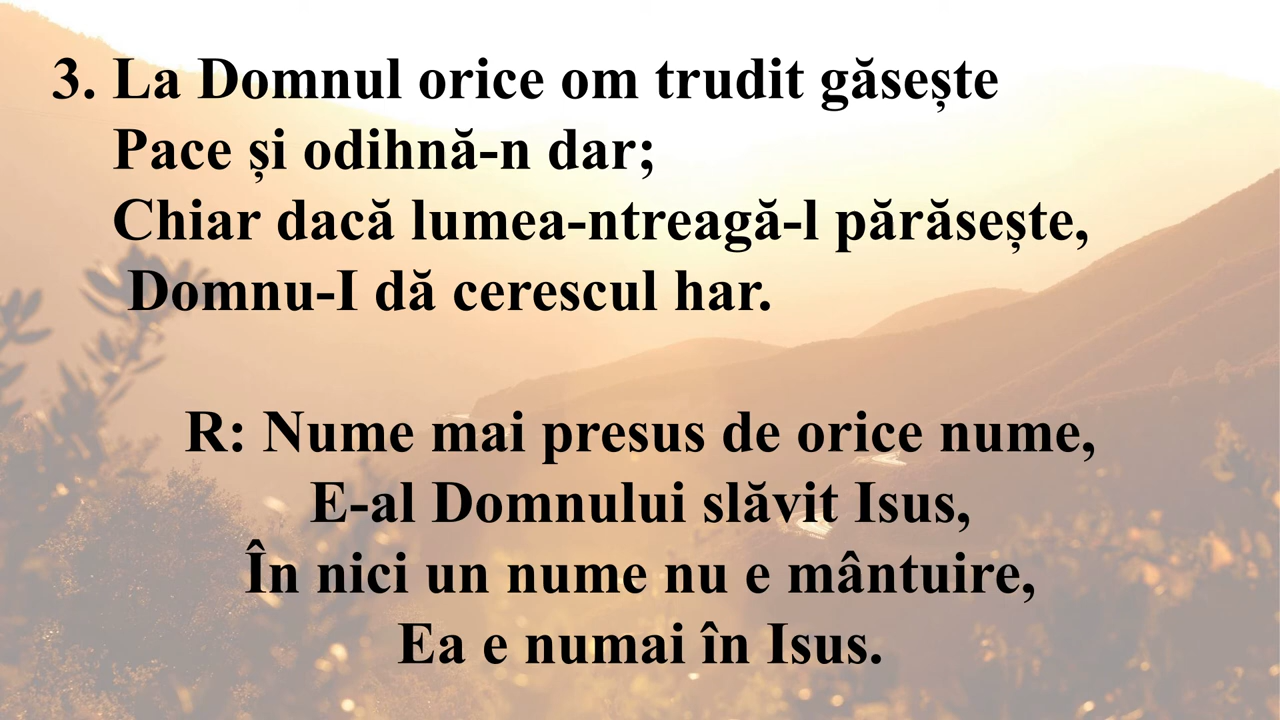 3. La Domnul orice om trudit găsește
Pace și odihnă-n dar;
Chiar dacă lumea-ntreagă-l părăsește,
Domnu-I dă cerescul har.
R: Nume mai presus de orice nume,
E-al Domnului slăvit Isus,
În nici un nume nu e mântuire,
Ea e numai în Isus.